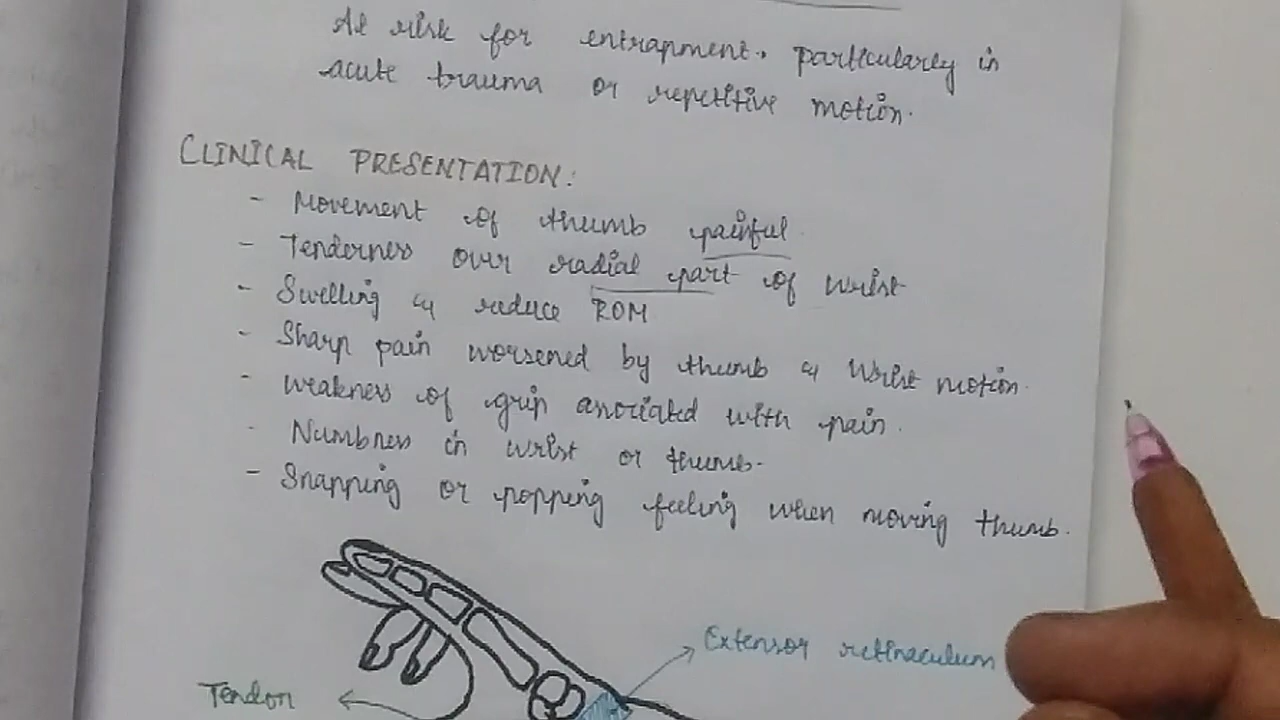 At risk for entrapment, particularly in
acute trauma or repetitive motion.
CLINICAL PRESENTATION:
- Movement of thumb painful.
- Tenderness over radial part of wrist
- Swelling & reduce ROM
- Sharp pain worsened by thumb & wrist motion.
- weakness of grip associated with pain.
- Numbness in wrist or thumb.
- Snapping or popping feeling when moving thumb.
Extensor retinaculum
Tendon